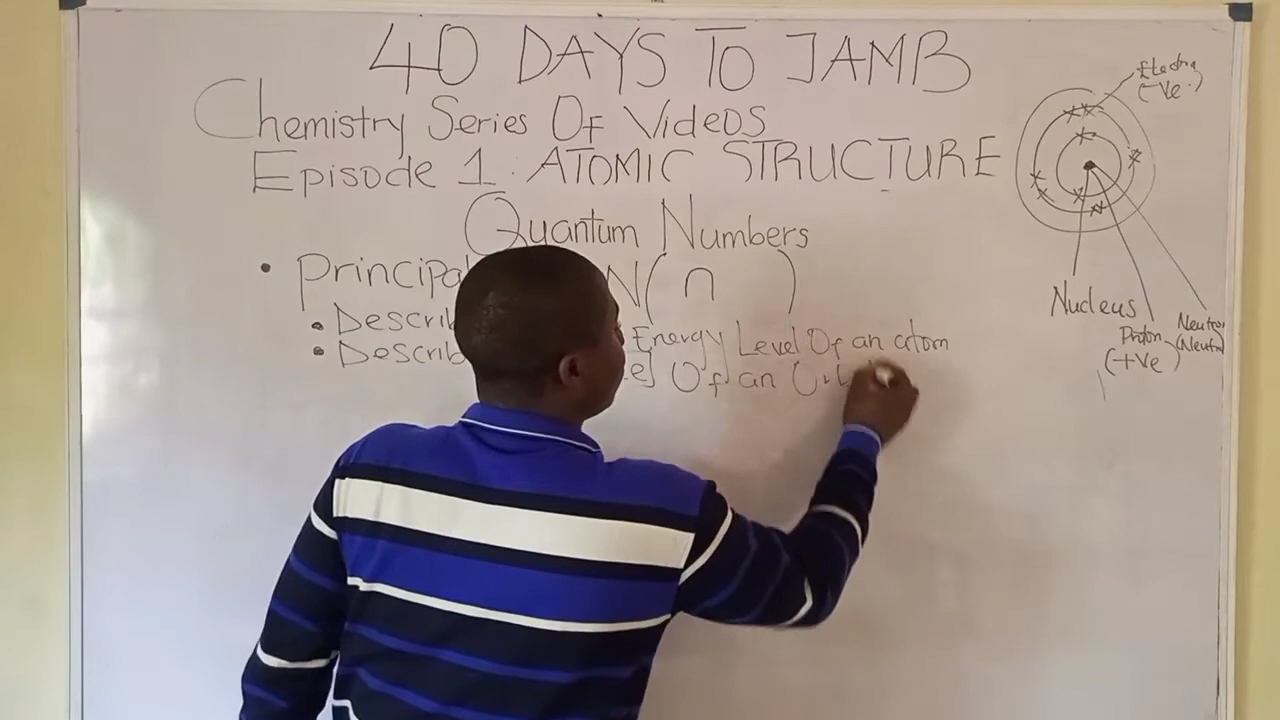 40 DAYS TO JAMB
Chemistry Series Of Videos
Episode 1: ATOMIC STRUCTURE
Quantum Numbers
• Principal N( n )
• Describ Energy Level Of an atom
• Describ Of an
Electron
(-ve)
Nucleus
Proton
(+ve)
Neutron
(Neutral